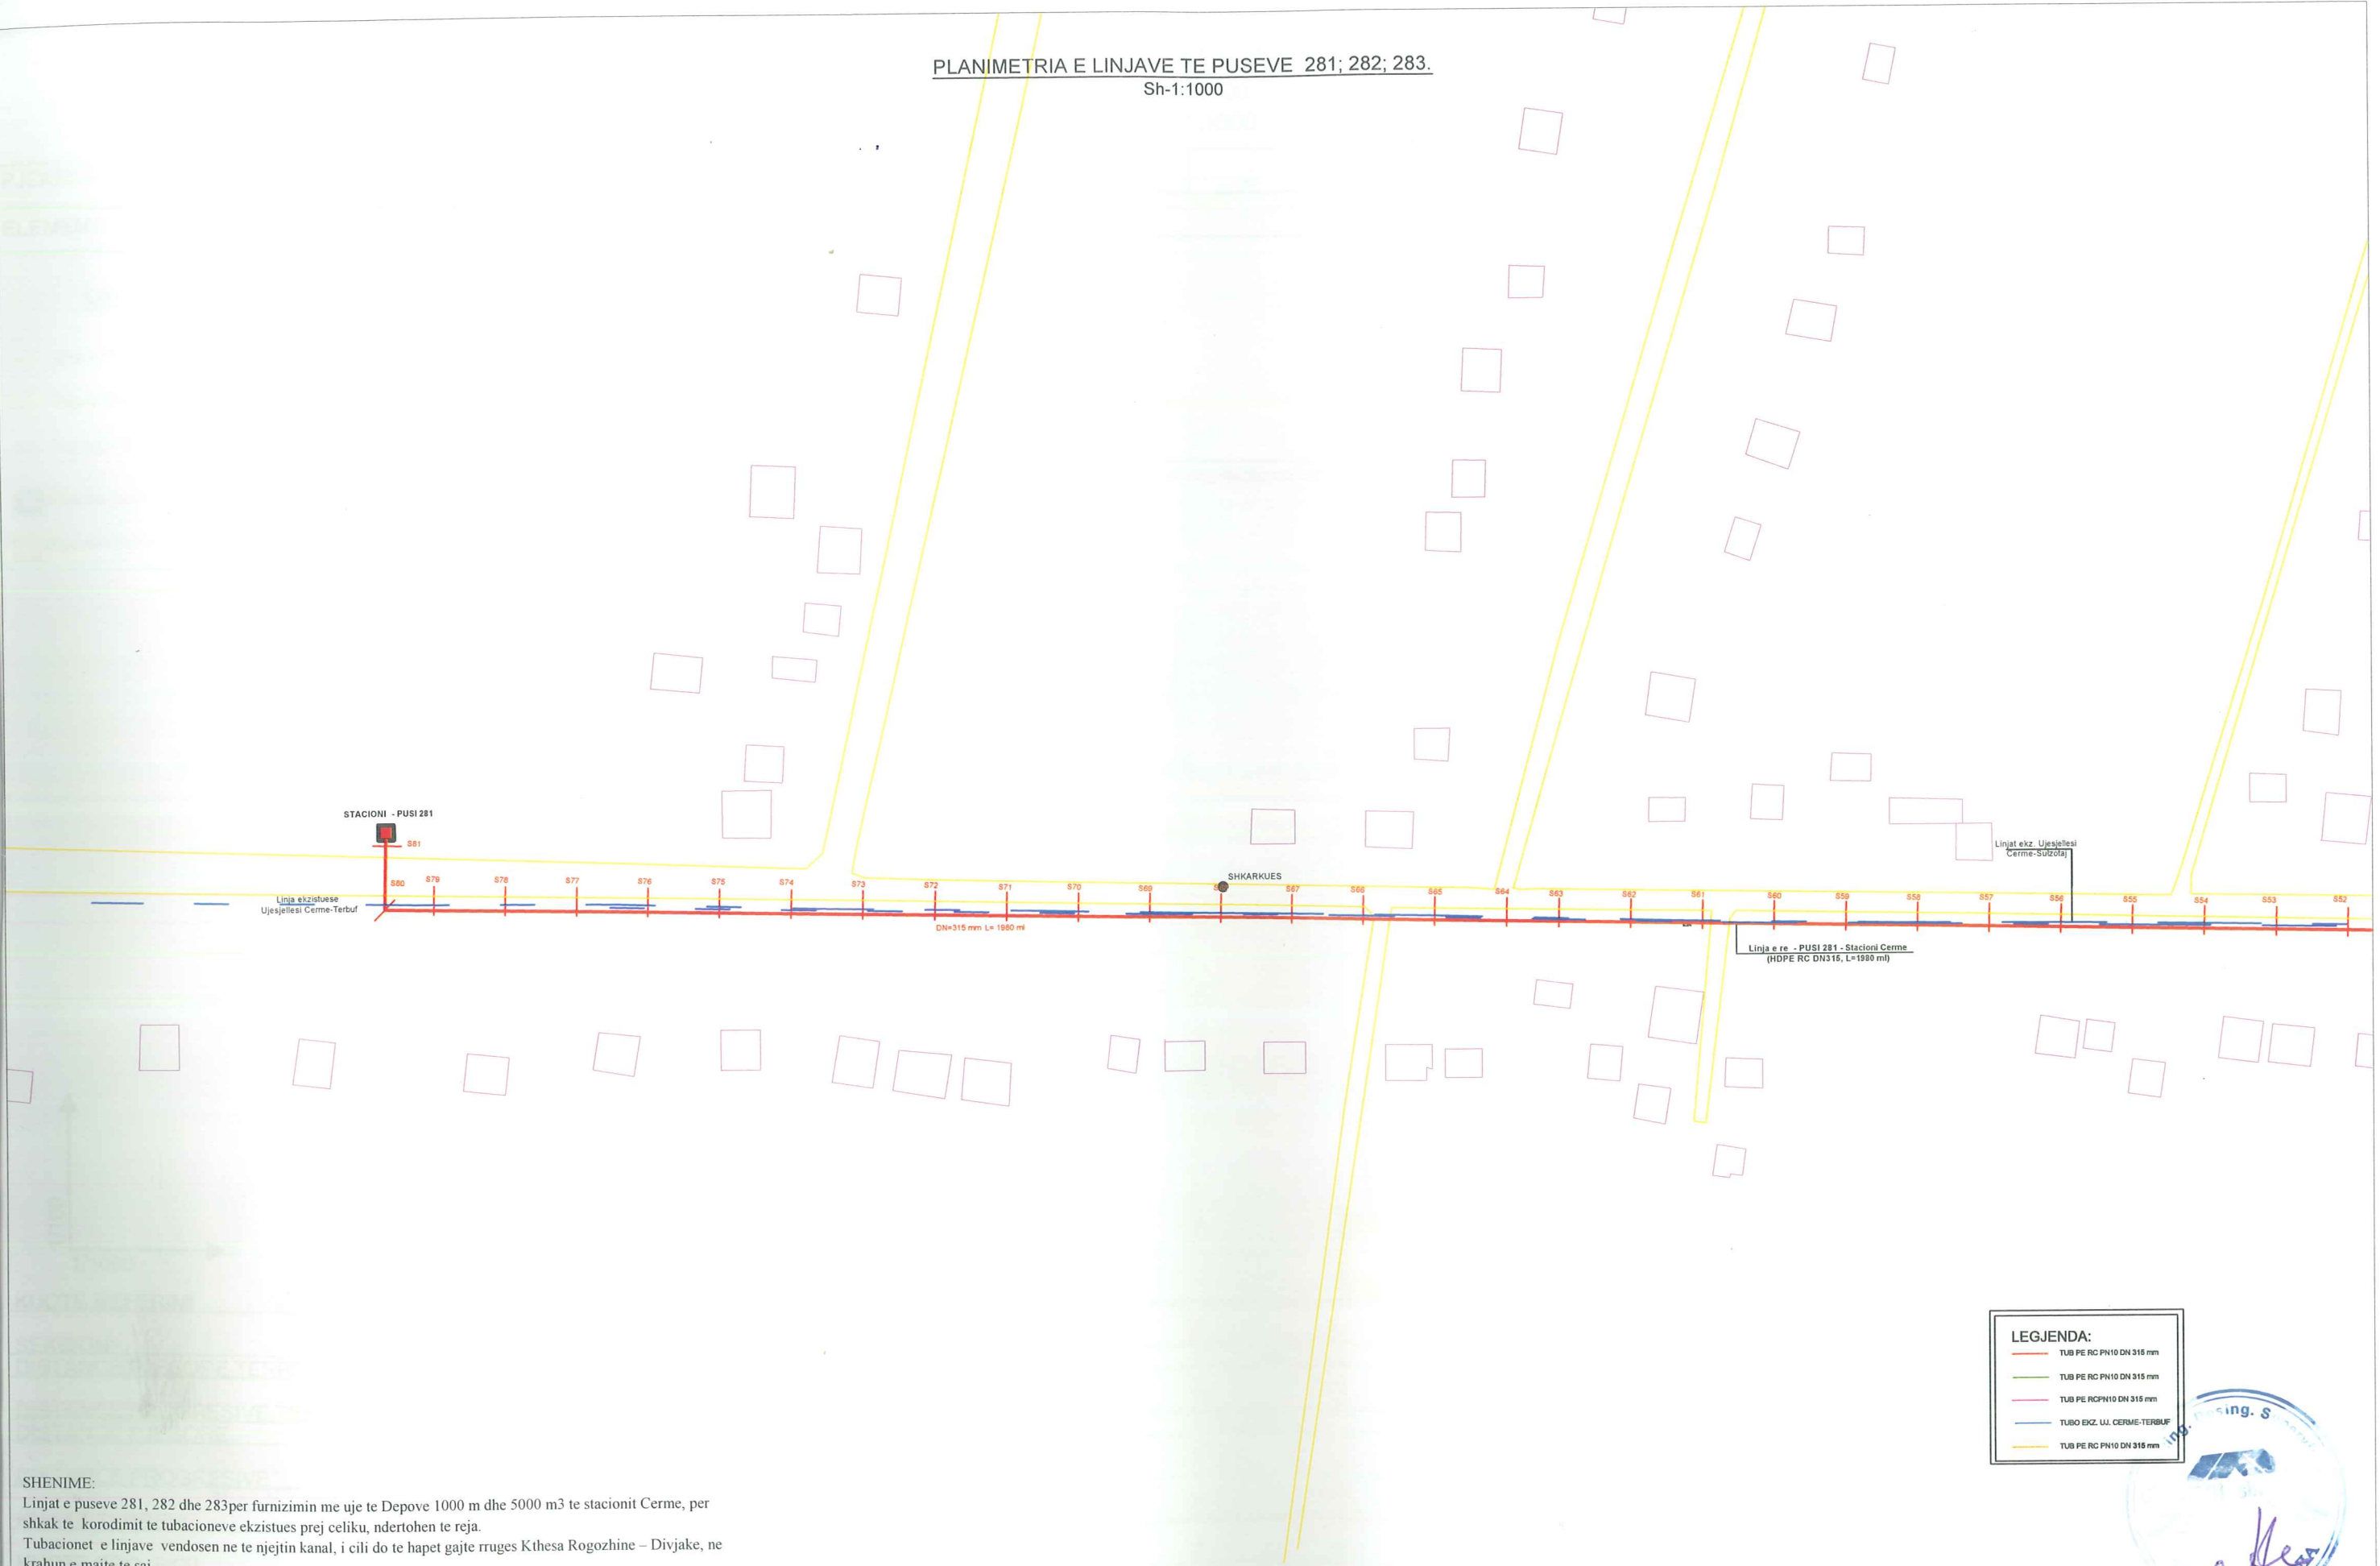 PLANIMETRIA E LINJAVE TE PUSEVE 281; 282; 283.
Sh-1:1000
STACIONI - PUSI 281
S81
S80
S79
S78
S77
S76
S75
S74
S73
S72
S71
S70
S69
SHKARKUES
S67
S66
S65
S64
S63
S62
S61
S60
S59
S58
S57
S56
S55
S54
S53
S52
Linja ekzistuese
Ujesjellesi Cerme-Terbuf
DN=315 mm L= 1980 ml
Linjat ekz. Ujesjellesi
Cerme-Sulzotaj
Linja e re - PUSI 281 - Stacioni Cerme
(HDPE RC DN315, L=1980 ml)
LEGJENDA:
TUB PE RC PN10 DN 315 mm
TUB PE RC PN10 DN 315 mm
TUB PE RCPN10 DN 315 mm
TUBO EKZ. UJ. CERME-TERBUF
TUB PE RC PN10 DN 315 mm
SHENIME:
Linjat e puseve 281, 282 dhe 283per furnizimin me uje te Depove 1000 m dhe 5000 m3 te stacionit Cerme, per
shkak te korodimit te tubacioneve ekzistues prej celiku, ndertohen te reja.
Tubacionet e linjave vendosen ne te njejtin kanal, i cili do te hapet gajte rruges Kthesa Rogozhine – Divjake, ne
krahun e majte te saj